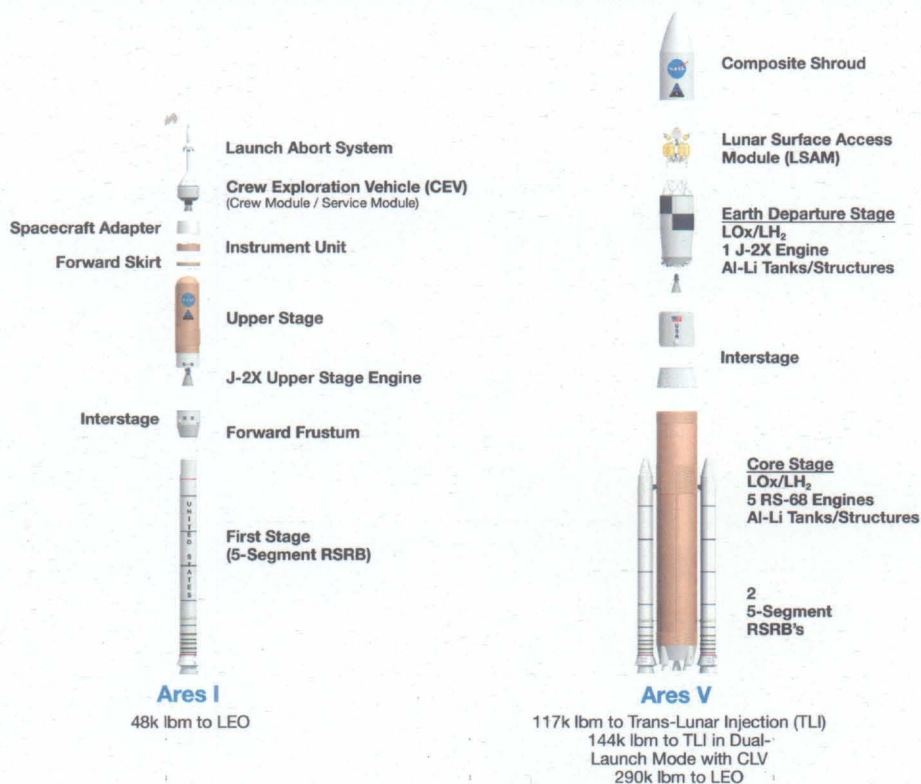 Launch Abort System
Crew Exploration Vehicle (CEV)
(Crew Module / Service Module)
Spacecraft Adapter
Instrument Unit
Forward Skirt
Upper Stage
J-2X Upper Stage Engine
Interstage
Forward Frustum
UNITED STATES
First Stage
(5-Segment RSRB)
Ares I
48k lbm to LEO
NASA
Composite Shroud
Lunar Surface Access
Module (LSAM)
Earth Departure Stage
LOx/LH₂
1 J-2X Engine
Al-Li Tanks/Structures
USA
Interstage
Core Stage
LOx/LH₂
5 RS-68 Engines
Al-Li Tanks/Structures
2
5-Segment
RSRB's
Ares V
117k lbm to Trans-Lunar Injection (TLI)
144k lbm to TLI in Dual-
Launch Mode with CLV
290k lbm to LEO